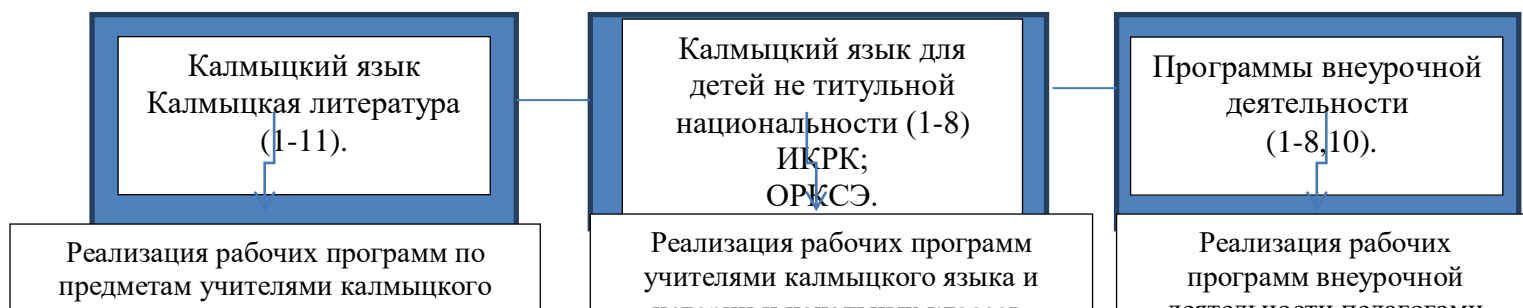 Калмыцкий язык
Калмыцкая литература
(1-11).
Калмыцкий язык для
детей не титульной
национальности (1-8)
ИКРК;
ОРКСЭ.
Программы внеурочной
деятельности
(1-8,10).
Реализация рабочих программ по
предметам учителями калмыцкого
Реализация рабочих программ
учителями калмыцкого языка и
Реализация рабочих
программ внеурочной
деятельности педагогами